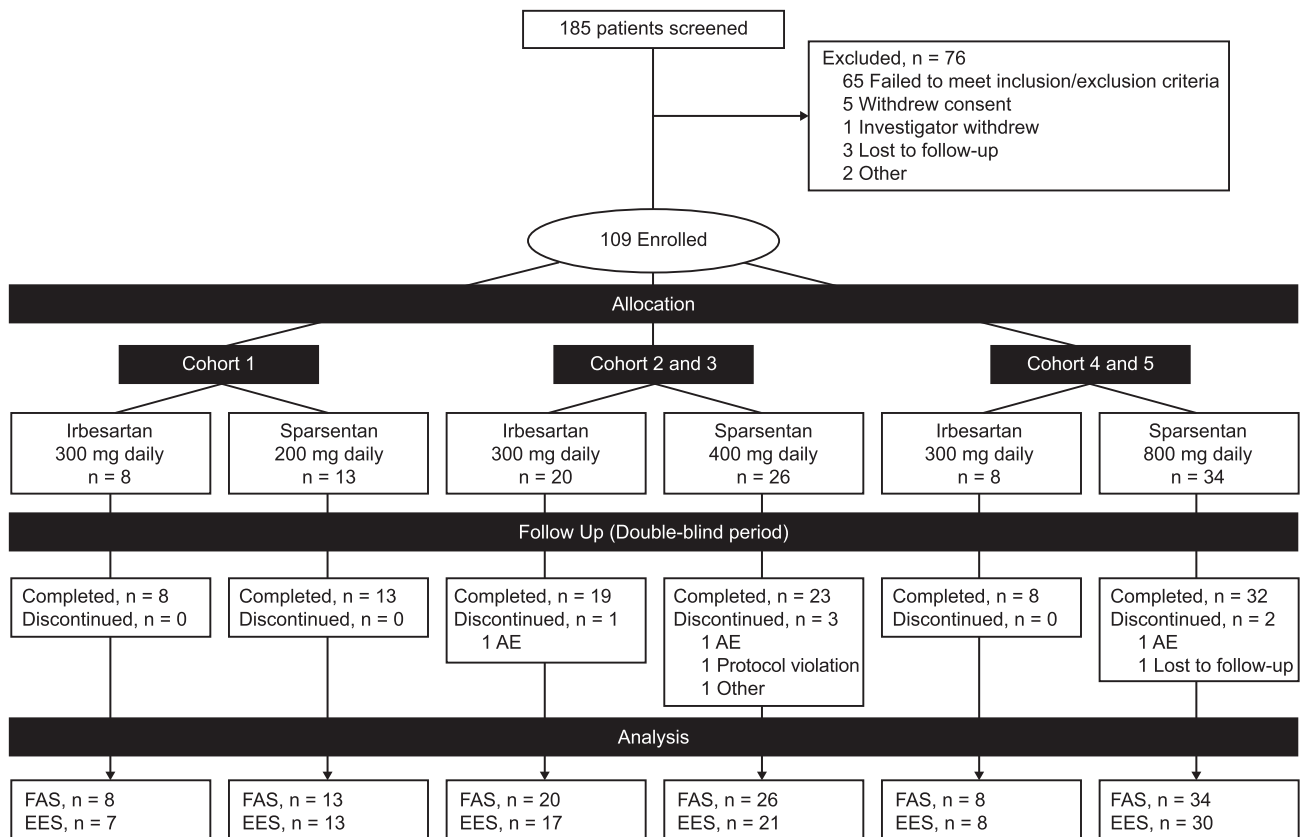 185 patients screened
Excluded, n = 76
65 Failed to meet inclusion/exclusion criteria
5 Withdrew consent
1 Investigator withdrew
3 Lost to follow-up
2 Other
109 Enrolled
Allocation
Cohort 1
Cohort 2 and 3
Cohort 4 and 5
Irbesartan
300 mg daily
n = 8
Sparsentan
200 mg daily
n = 13
Irbesartan
300 mg daily
n = 20
Sparsentan
400 mg daily
n = 26
Irbesartan
300 mg daily
n = 8
Sparsentan
800 mg daily
n = 34
Follow Up (Double-blind period)
Completed, n = 8
Discontinued, n = 0
Completed, n = 13
Discontinued, n = 0
Completed, n = 19
Discontinued, n = 1
1 AE
Completed, n = 23
Discontinued, n = 3
1 AE
1 Protocol violation
1 Other
Completed, n = 8
Discontinued, n = 0
Completed, n = 32
Discontinued, n = 2
1 AE
1 Lost to follow-up
Analysis
FAS, n = 8
EES, n = 7
FAS, n = 13
EES, n = 13
FAS, n = 20
EES, n = 17
FAS, n = 26
EES, n = 21
FAS, n = 8
EES, n = 8
FAS, n = 34
EES, n = 30